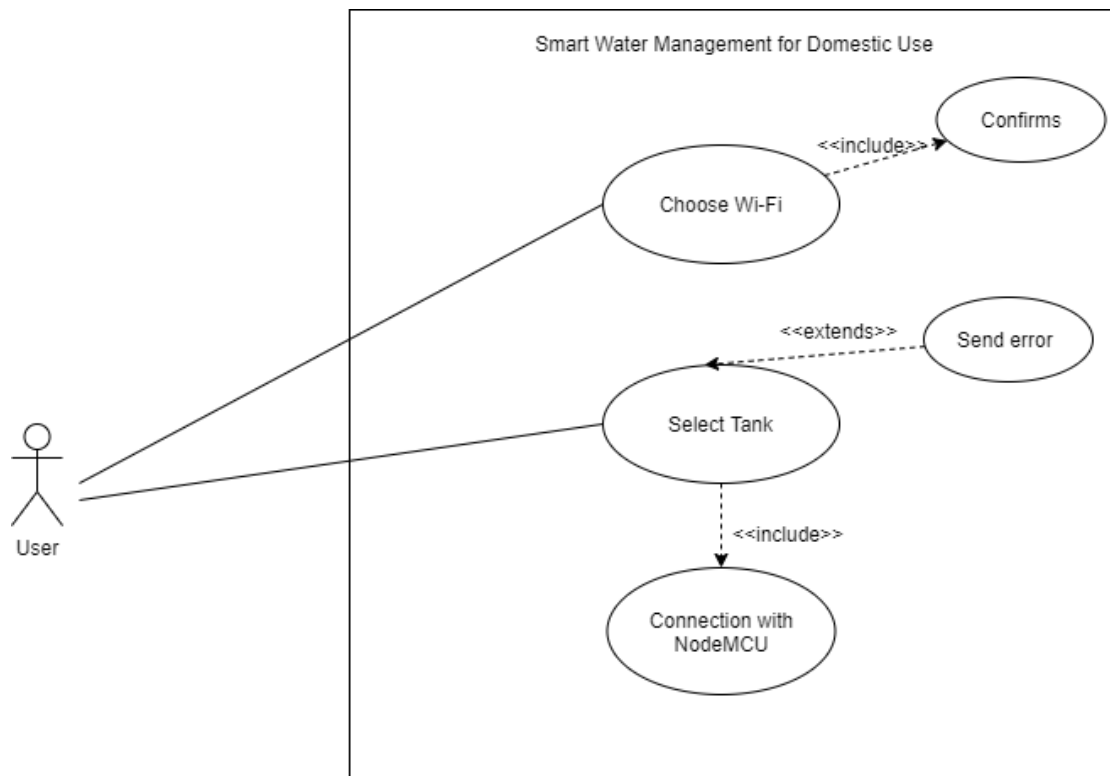 Smart Water Management for Domestic Use
Confirms
<<include>>
Choose Wi-Fi
<<extends>>
Send error
Select Tank
User
<<include>>
Connection with
NodeMCU